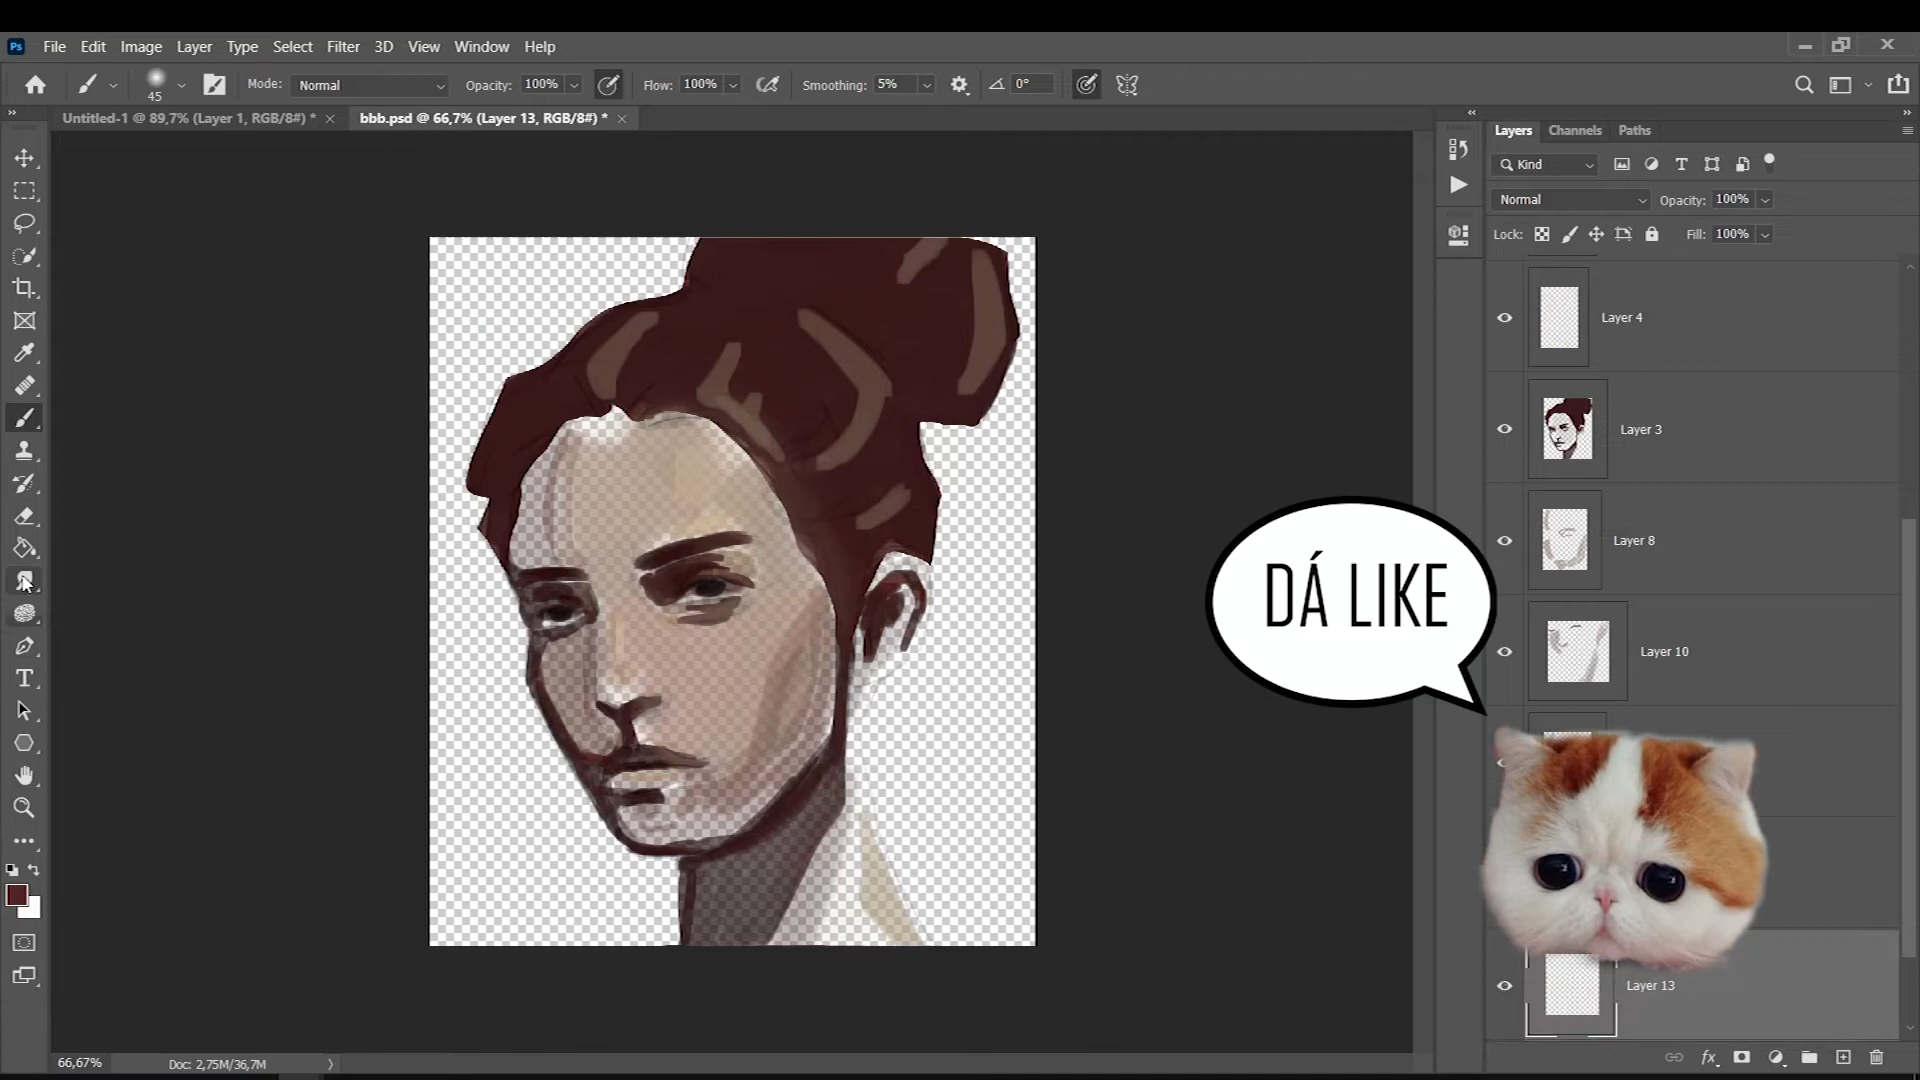 Ps File Edit Image Layer Type Select Filter 3D View Window Help
45 Mode: Normal Opacity: 100% Flow: 100% Smoothing: 5% 0°
Untitled-1 @ 89,7% (Layer 1, RGB/8#) * bbb.psd @ 66,7% (Layer 13, RGB/8#) *
Layers Channels Paths
Kind
Normal Opacity: 100%
Lock: Fill: 100%
Layer 4
Layer 3
Layer 8
DÁ LIKE
Layer 10
Layer 13
66,67% Doc: 2,75M/36,7M
fx